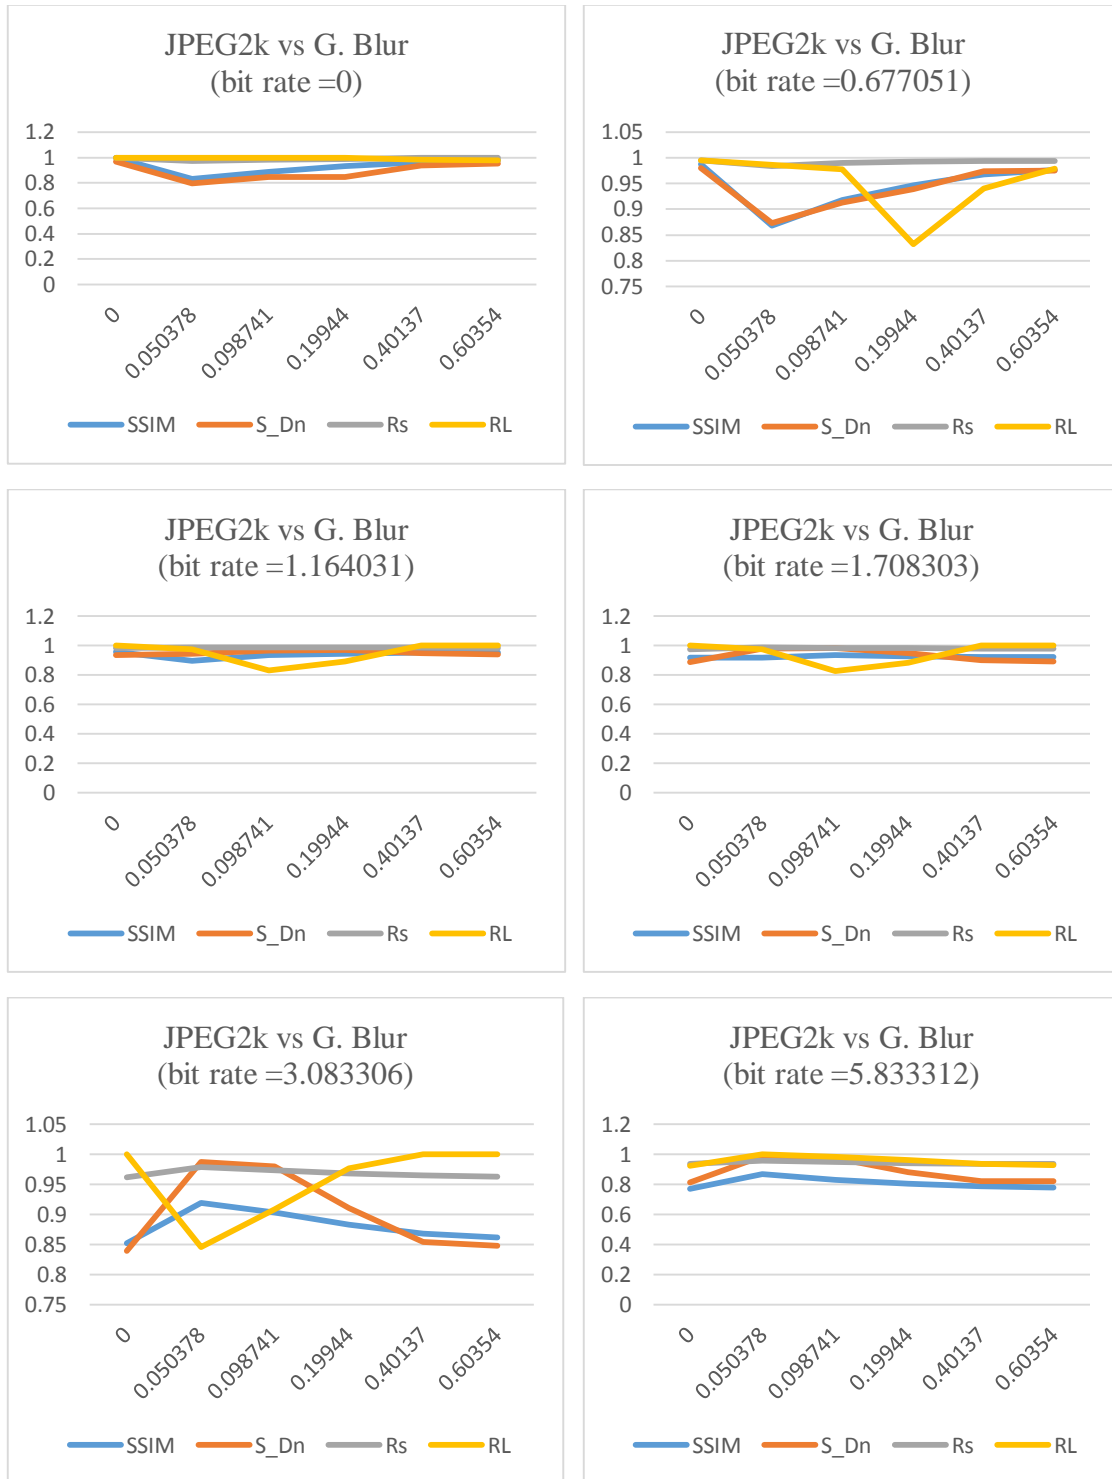 JPEG2k vs G. Blur
(bit rate =0)
1.2
1
0.8
0.6
0.4
0.2
0
0 0.050378 0.098741 0.19944 0.40137 0.60354
SSIM S_Dn Rs RL
JPEG2k vs G. Blur
(bit rate =0.677051)
1.05
1
0.95
0.9
0.85
0.8
0.75
0 0.050378 0.098741 0.19944 0.40137 0.60354
SSIM S_Dn Rs RL
JPEG2k vs G. Blur
(bit rate =1.164031)
1.2
1
0.8
0.6
0.4
0.2
0
0 0.050378 0.098741 0.19944 0.40137 0.60354
SSIM S_Dn Rs RL
JPEG2k vs G. Blur
(bit rate =1.708303)
1.2
1
0.8
0.6
0.4
0.2
0
0 0.050378 0.098741 0.19944 0.40137 0.60354
SSIM S_Dn Rs RL
JPEG2k vs G. Blur
(bit rate =3.083306)
1.05
1
0.95
0.9
0.85
0.8
0.75
0 0.050378 0.098741 0.19944 0.40137 0.60354
SSIM S_Dn Rs RL
JPEG2k vs G. Blur
(bit rate =5.833312)
1.2
1
0.8
0.6
0.4
0.2
0
0 0.050378 0.098741 0.19944 0.40137 0.60354
SSIM S_Dn Rs RL